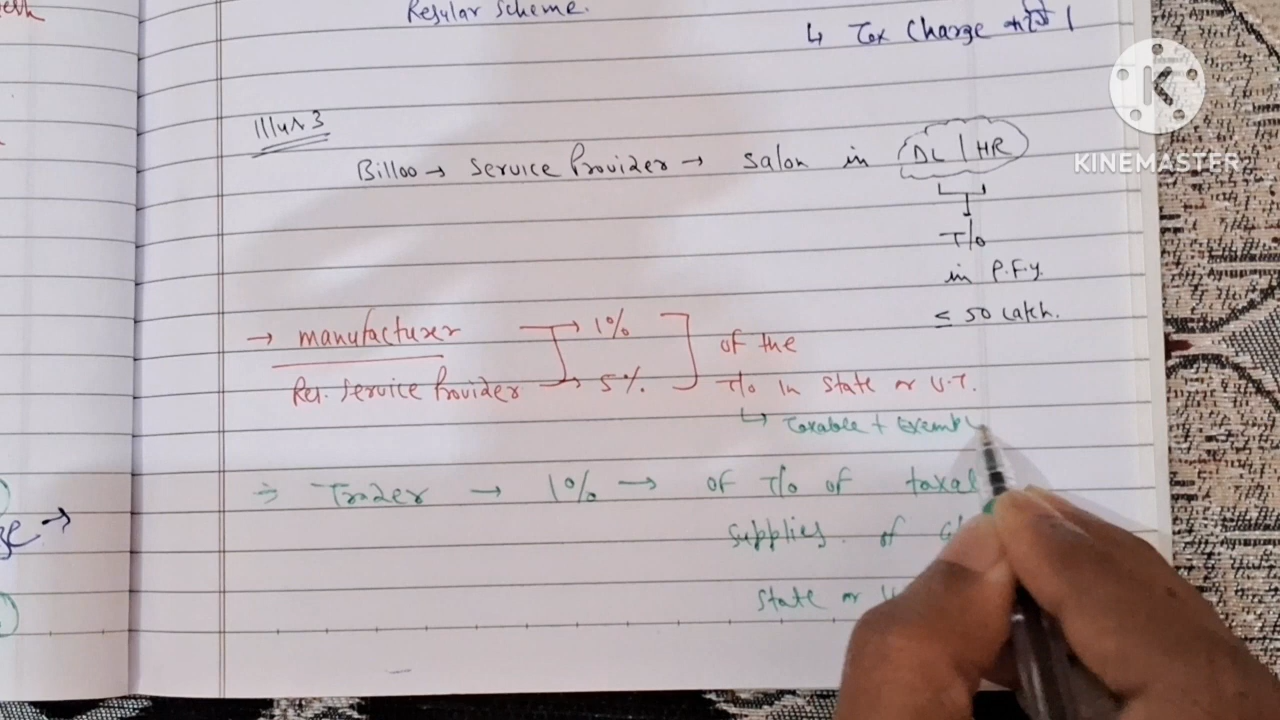 Regular Scheme.
↳ Tax Charge नहीं |
Illus 3
KINEMASTER
Billoo → Service Provider → Salon in DL | HR
T/o
in P.F.Y.
≤ 50 Lakh.
→ manufacturer → 1%
of the
Res. Service Provider → 5% T/o in State or U.T.
↳ Taxable + Exemp
⇒ Trader → 1% → of T/o of taxal
supplies. of
State or